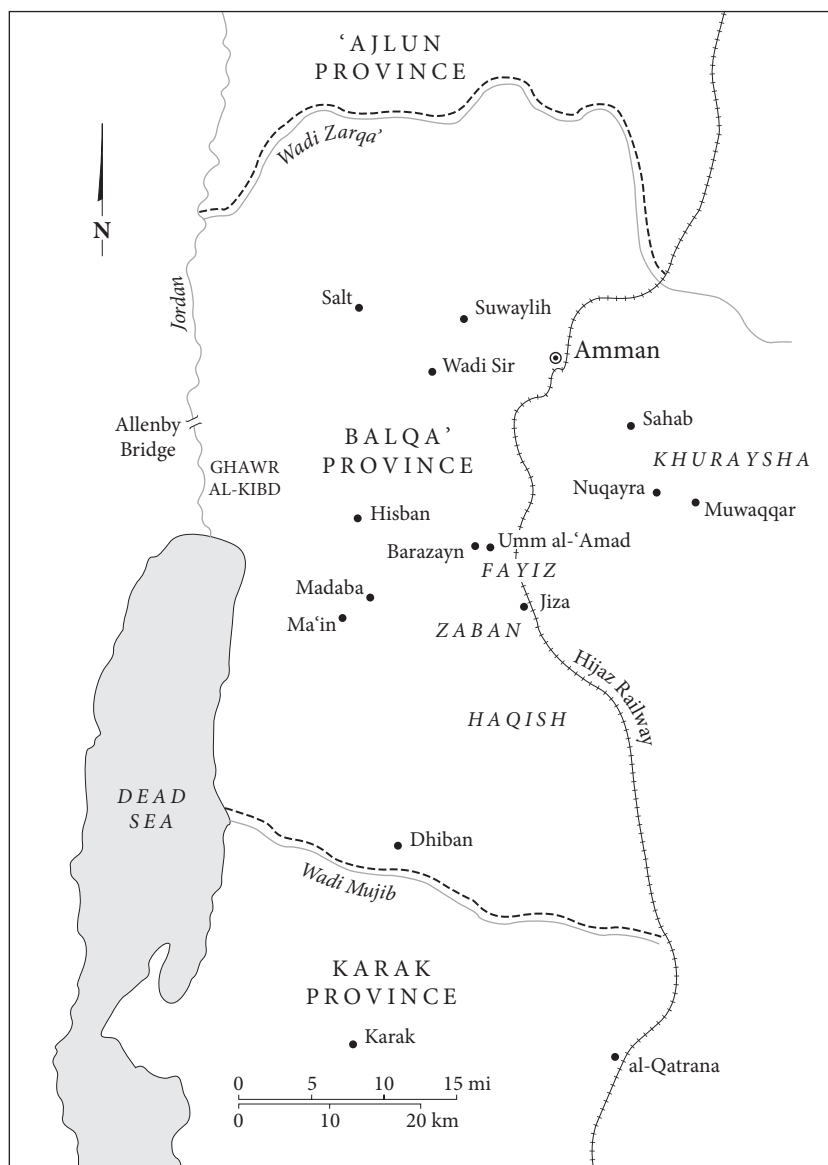 ‘AJLUN
PROVINCE
Wadi Zarqa’
N
Jordan
Salt
Suwaylih
Amman
Wadi Sir
Allenby
Bridge
Sahab
BALQA’
PROVINCE
KHURAYSHA
GHAWR
AL-KIBD
Nuqayra
Muwaqqar
Hisban
Barazayn
Umm al-‘Amad
FAYIZ
Madaba
Jiza
Ma‘in
ZABAN
Hijaz Railway
HAQISH
DEAD
SEA
Dhiban
Wadi Mujib
KARAK
PROVINCE
Karak
al-Qatrana
0 5 10 15 mi
0 10 20 km